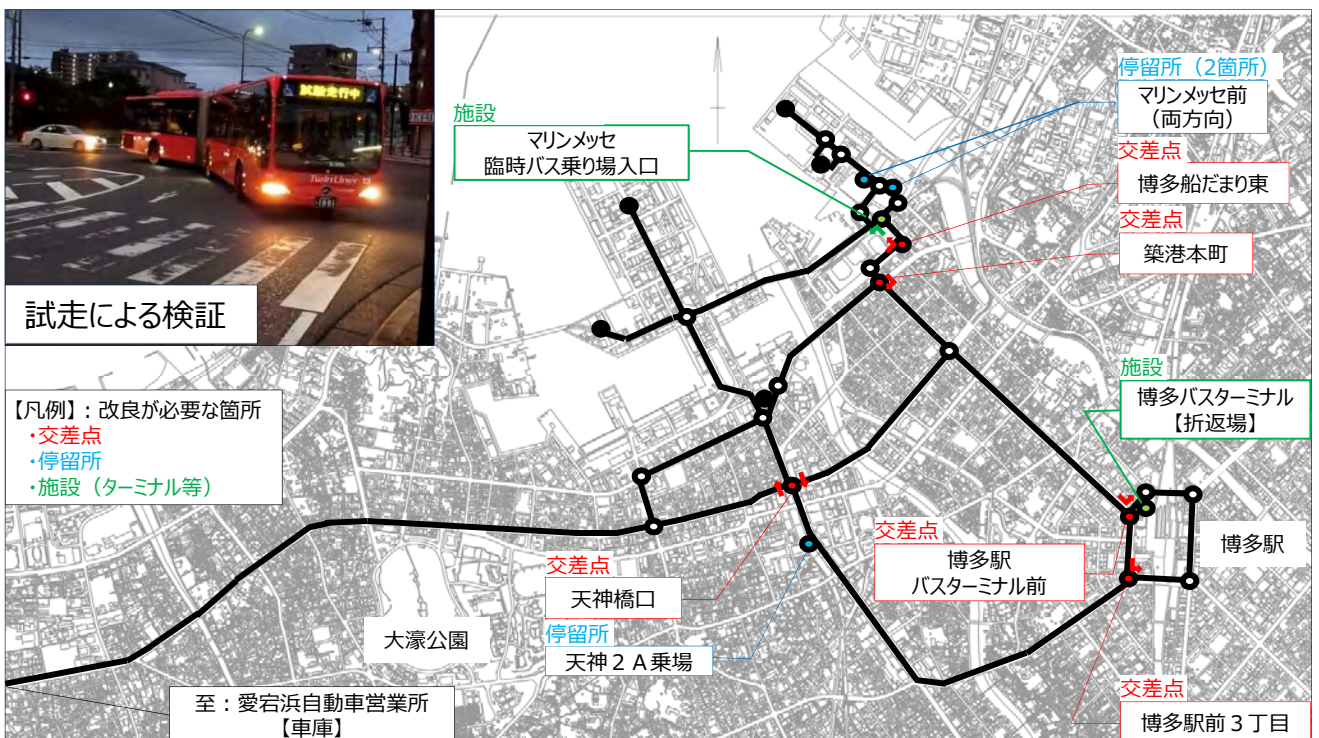 試験走行中
Twin Liner
試走による検証
施設
マリンメッセ
臨時バス乗り場入口
停留所（2箇所）
マリンメッセ前
（両方向）
交差点
博多船だまり東
交差点
築港本町
施設
博多バスターミナル
【折返場】
【凡例】：改良が必要な箇所
・交差点
・停留所
・施設（ターミナル等）
交差点
博多駅
バスターミナル前
博多駅
交差点
天神橋口
停留所
天神２Ａ乗場
大濠公園
交差点
博多駅前３丁目
至：愛宕浜自動車営業所
【車庫】